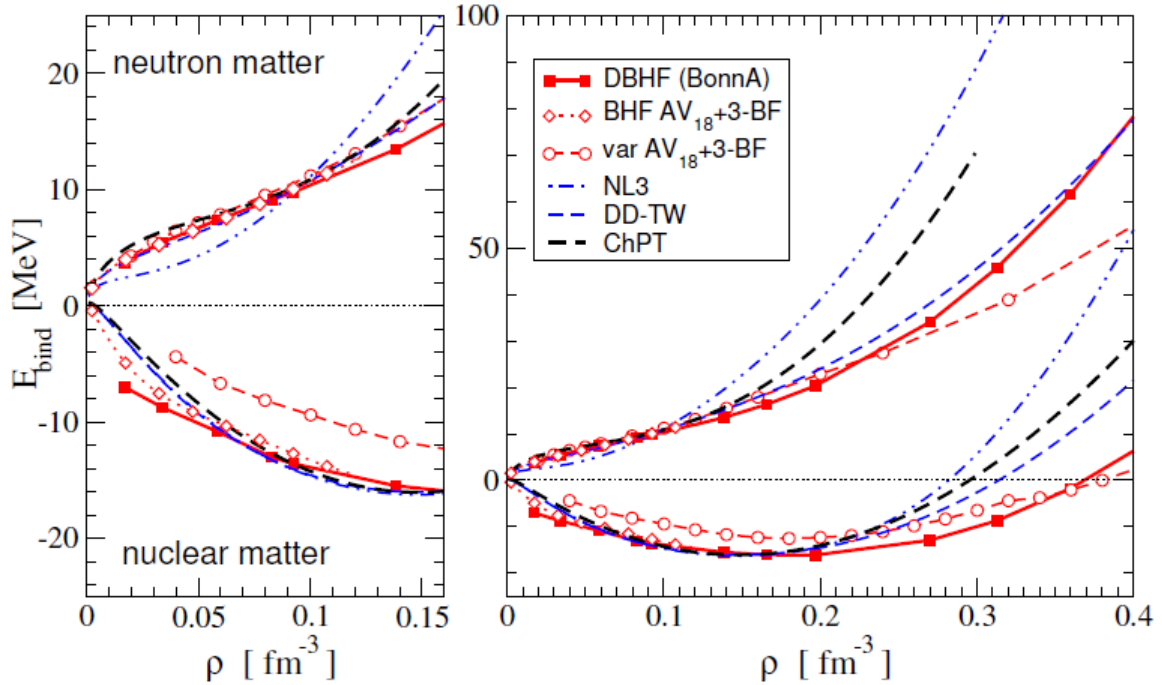 neutron matter
nuclear matter
E_bind [MeV]
20
10
0
-10
-20
0
0.05
0.1
0.15
ρ [ fm^-3 ]
100
50
0
DBHF (BonnA)
BHF AV_18+3-BF
var AV_18+3-BF
NL3
DD-TW
ChPT
0
0.1
0.2
0.3
0.4
ρ [ fm^-3 ]